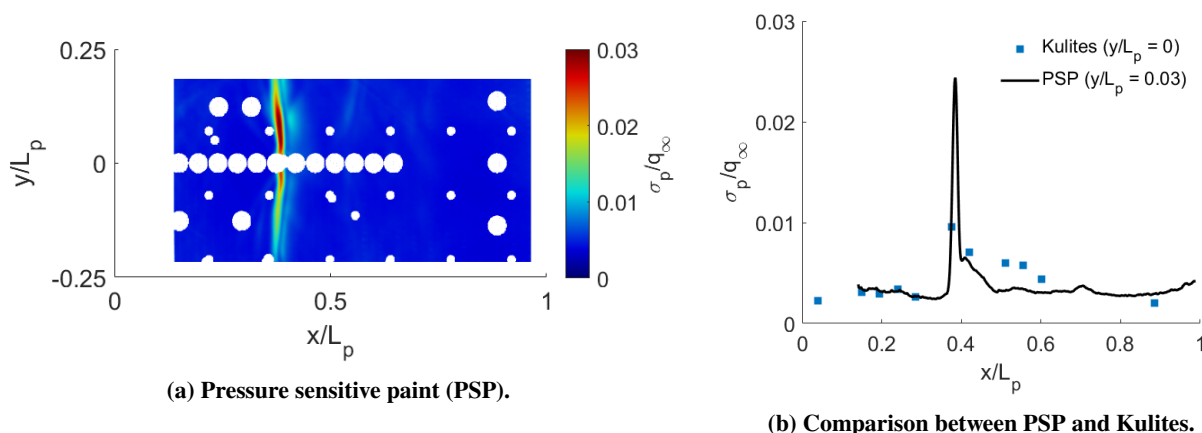 0.25
0
-0.25
y/L_p
0
0.5
1
x/L_p
0.03
0.02
0.01
0
σ_p/q_∞
(a) Pressure sensitive paint (PSP).
0.03
0.02
0.01
0
σ_p/q_∞
Kulites (y/L_p = 0)
PSP (y/L_p = 0.03)
0
0.2
0.4
0.6
0.8
1
x/L_p
(b) Comparison between PSP and Kulites.